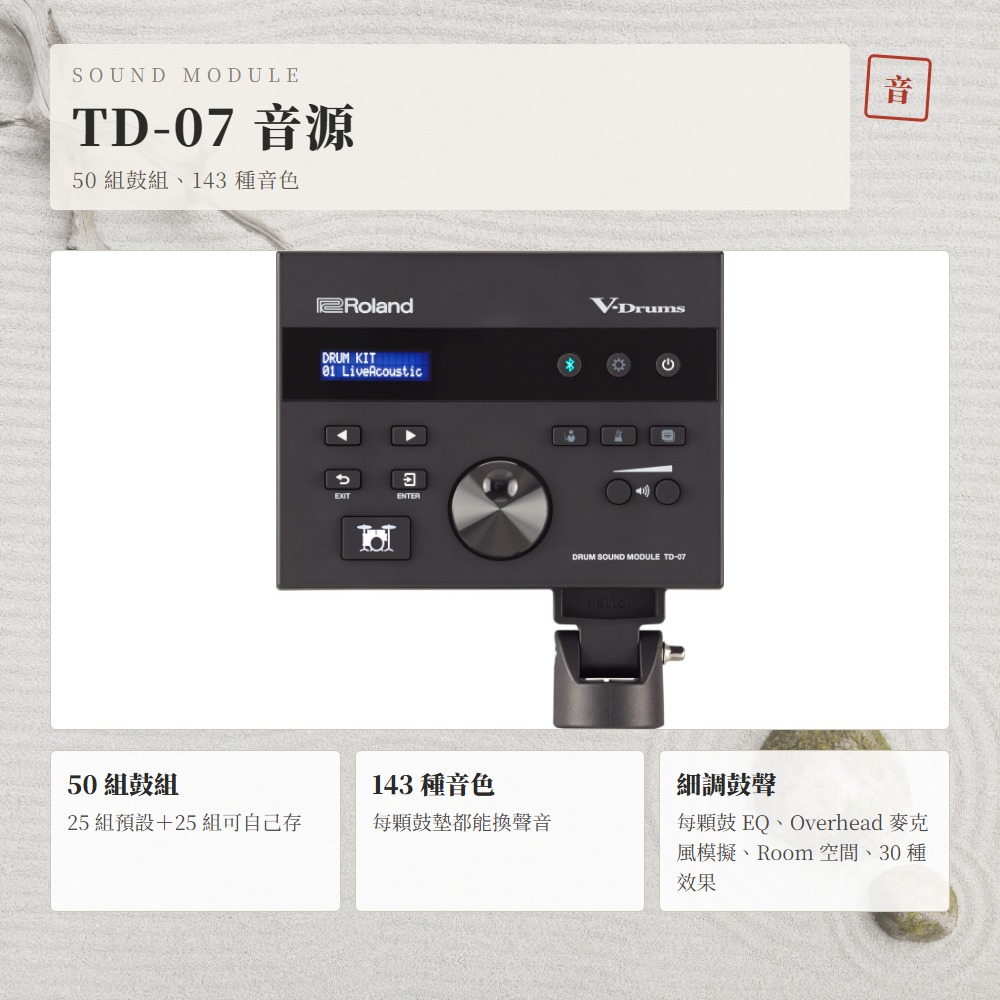 SOUND MODULE
音
TD-07 音源
50 組鼓組、143 種音色
Roland
V-Drums
DRUM KIT
01 LiveAcoustic
EXIT
ENTER
DRUM SOUND MODULE TD-07
Hello.
50 組鼓組
25 組預設＋25 組可自己存
143 種音色
每顆鼓墊都能換聲音
細調鼓聲
每顆鼓 EQ、Overhead 麥克
風模擬、Room 空間、30 種
效果